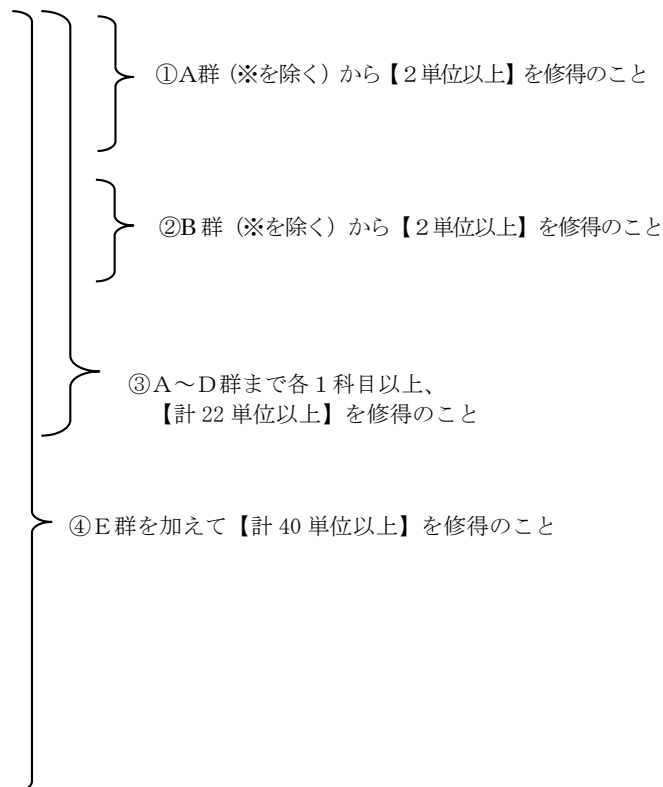 ①A群（※を除く）から【２単位以上】を修得のこと
②B 群（※を除く）から【２単位以上】を修得のこと
③Ａ～Ｄ群まで各１科目以上、
【計 22 単位以上】を修得のこと
④Ｅ群を加えて【計 40 単位以上】を修得のこと